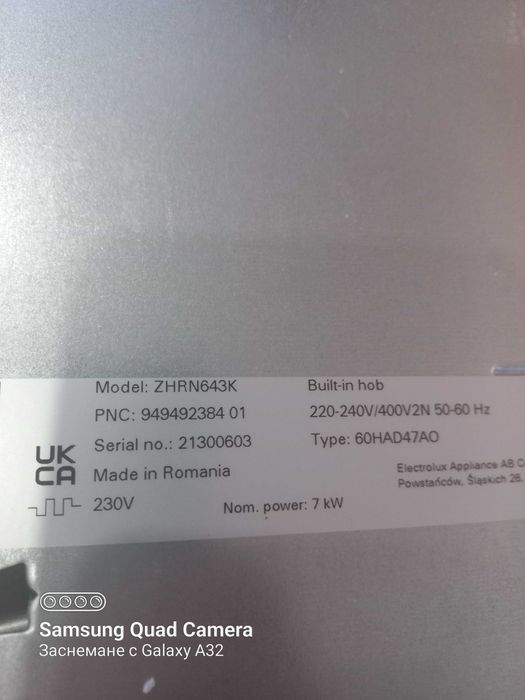 Model: ZHRN643K
Built-in hob
PNC: 949492384 01
220-240V/400V2N 50-60 Hz
Serial no.: 21300603
Type: 60HAD47AO
UK
CA
Made in Romania
Electrolux Appliance AB
Powstańców, Śląskich 26,
230V
Nom. power: 7 kW
Samsung Quad Camera
Заснемане с Galaxy A32